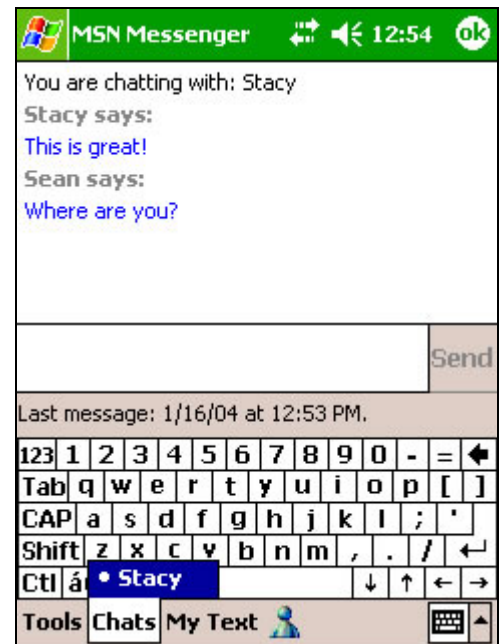 MSN Messenger 12:54 ok
You are chatting with: Stacy
Stacy says:
This is great!
Sean says:
Where are you?
Send
Last message: 1/16/04 at 12:53 PM.
123 1 2 3 4 5 6 7 8 9 0 - =
Tab q w e r t y u i o p [ ]
CAP a s d f g h j k l ; '
Shift z x c v b n m , . /
Ctl á ↓ ↑ ← →
• Stacy
Tools Chats My Text